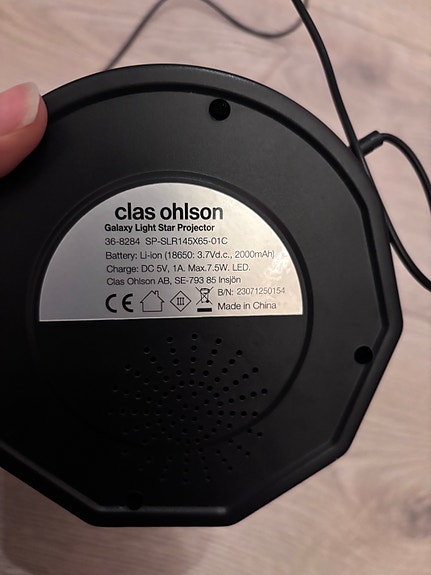 clas ohlson
Galaxy Light Star Projector
36-8284 SP-SLR145X65-01C
Battery: Li-ion (18650: 3.7Vd.c., 2000mAh)
Charge: DC 5V, 1A. Max.7.5W. LED.
Clas Ohlson AB, SE-793 85 Insjön
CE III B/N: 23071250154
Made in China